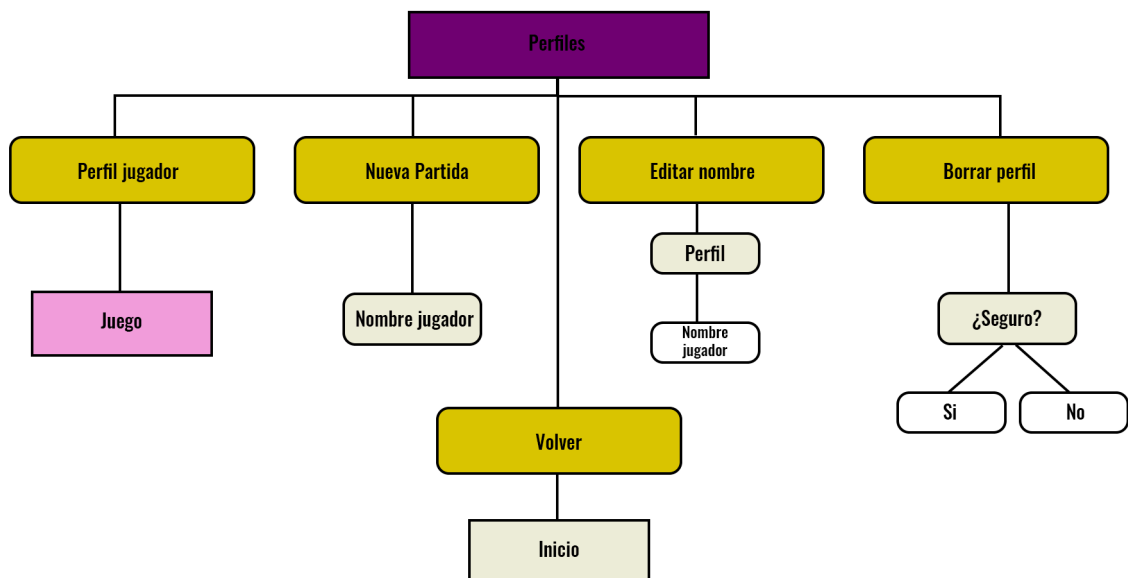 Perfiles
Perfil jugador
Nueva Partida
Editar nombre
Borrar perfil
Perfil
Juego
Nombre jugador
Nombre
jugador
¿Seguro?
Si
No
Volver
Inicio